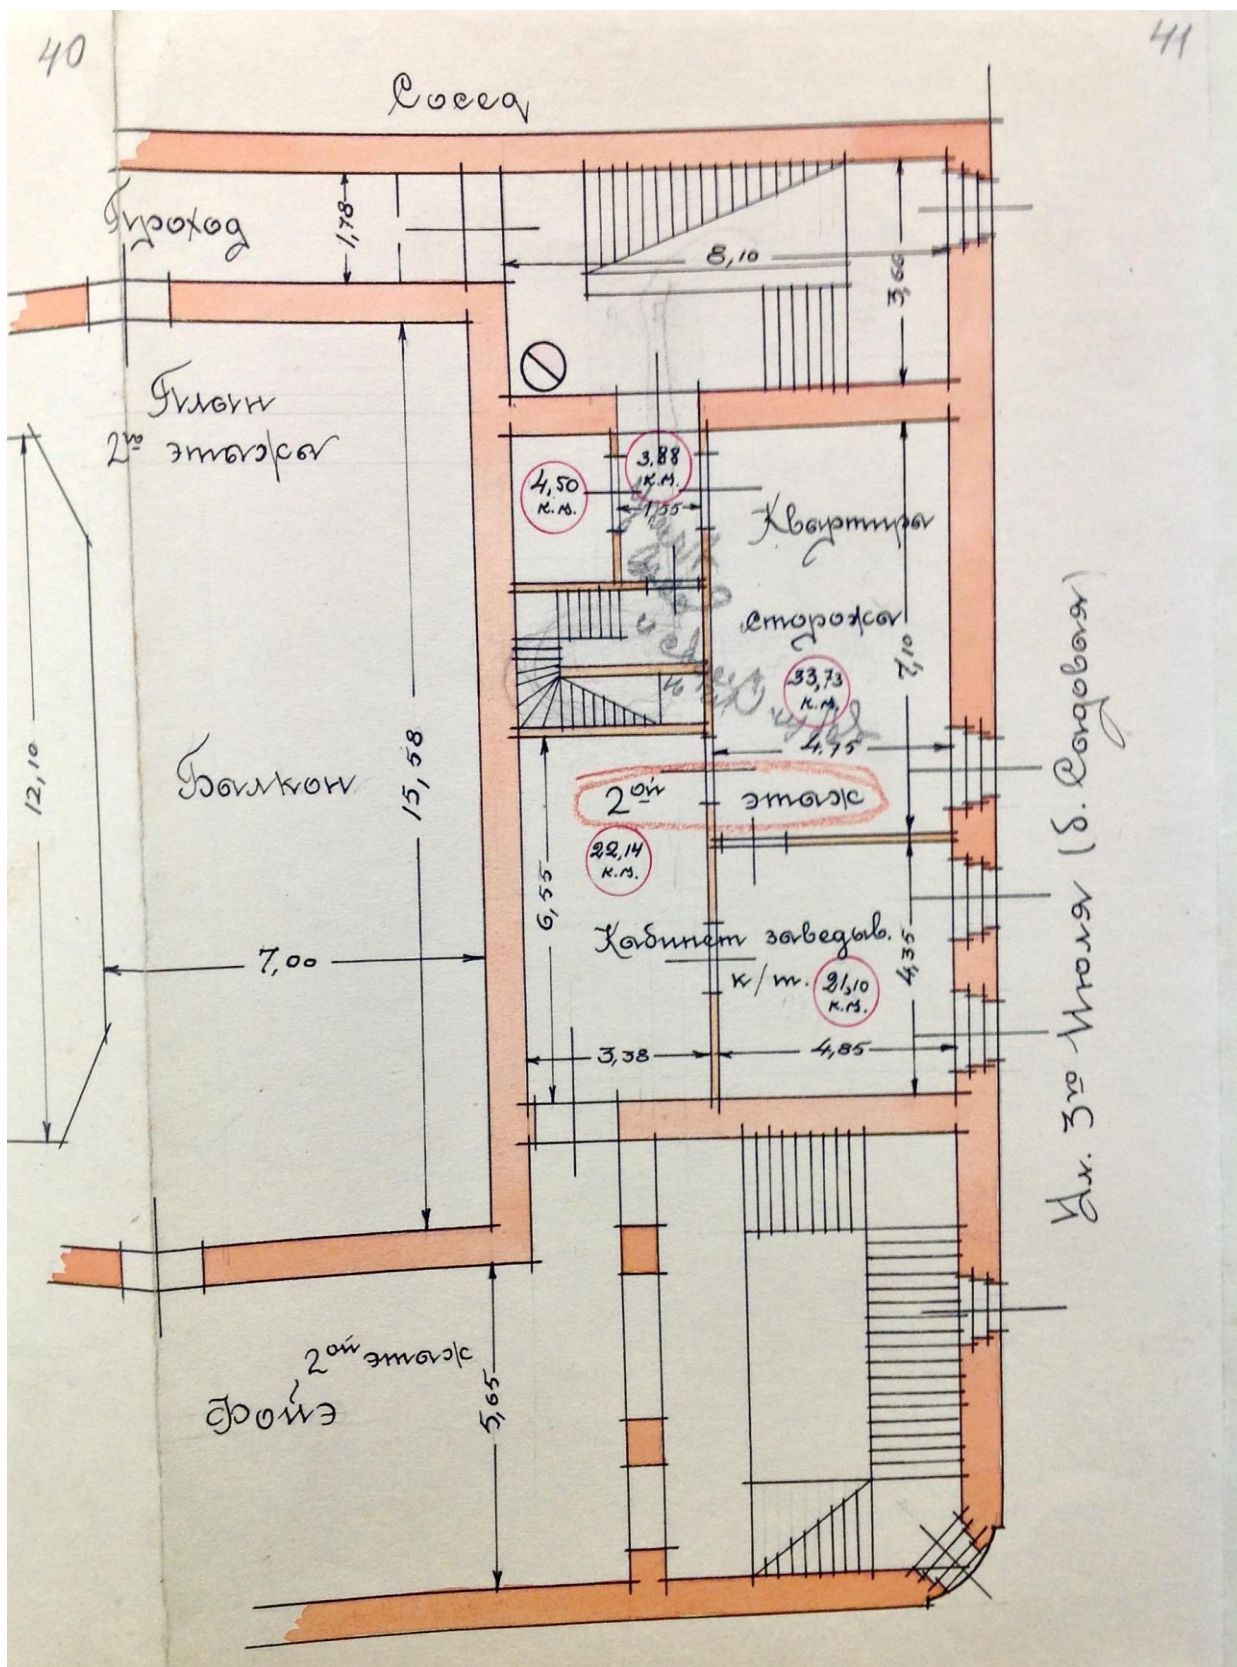 40
41
Сосед
Проход
1,78
8,10
3,66
План
2го этажа
4,50
к.м.
3,88
к.м.
1,55
Квартира
сторожа
33,73
к.м.
7,10
4,75
12,10
Балкон
15,58
7,00
2ой этаж
22,14
к.м.
6,55
Кабинет заведыв.
к/т.
21,10
к.м.
4,35
3,38
4,85
Ул. 3го Июля (б. Садовая)
2ой этаж
Фойэ
5,65